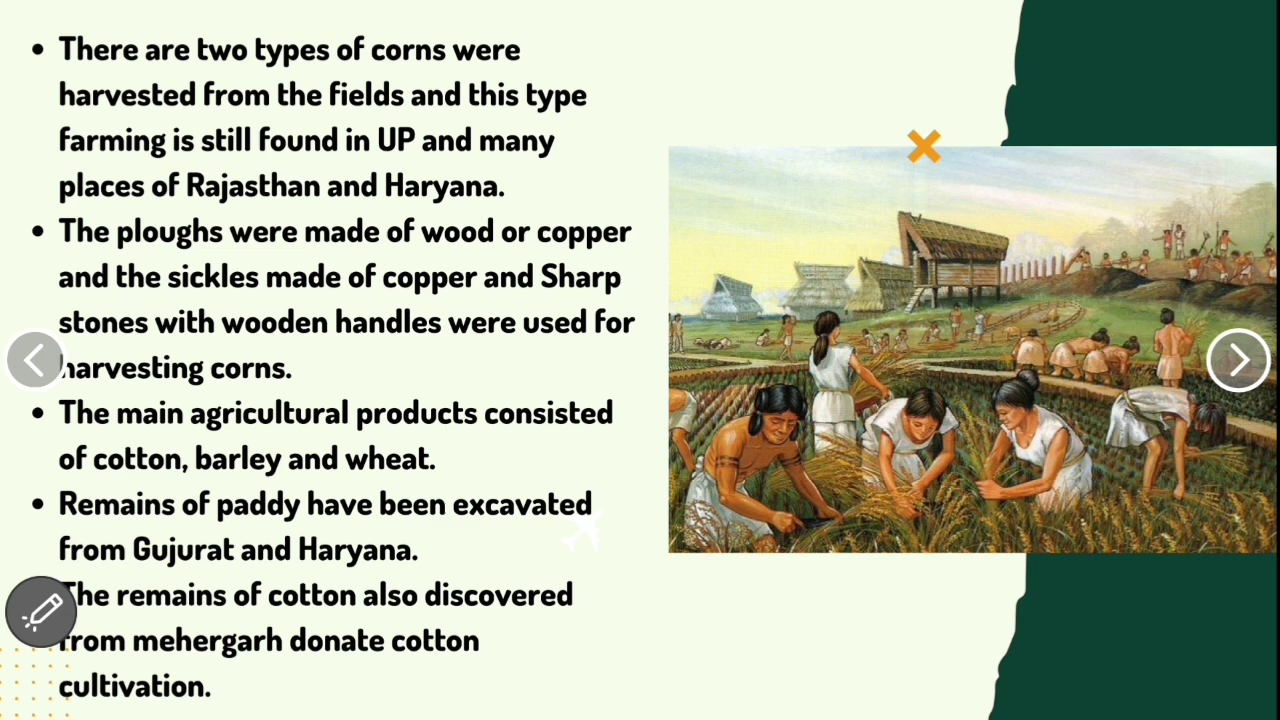 There are two types of corns were
harvested from the fields and this type
farming is still found in UP and many
places of Rajasthan and Haryana.
The ploughs were made of wood or copper
and the sickles made of copper and Sharp
stones with wooden handles were used for
harvesting corns.
The main agricultural products consisted
of cotton, barley and wheat.
Remains of paddy have been excavated
from Gujurat and Haryana.
The remains of cotton also discovered
from mehergarh donate cotton
cultivation.